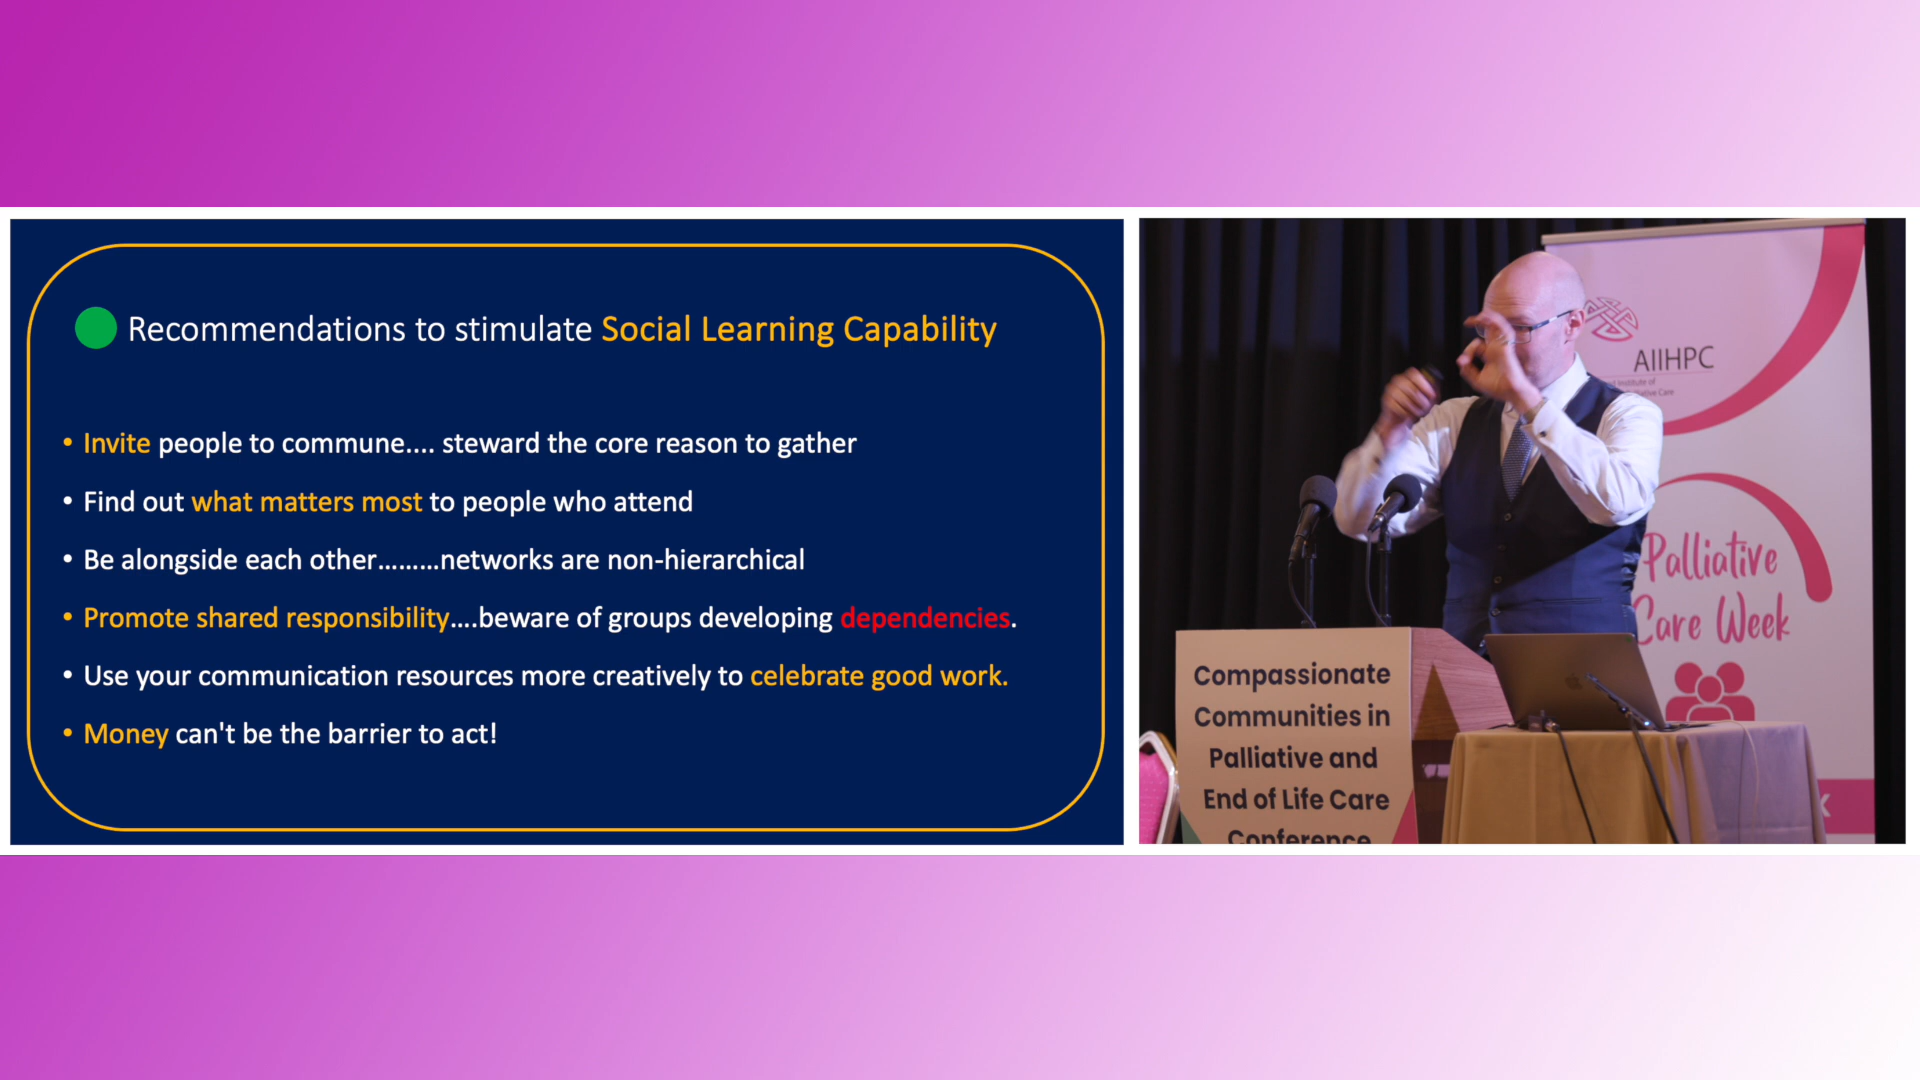 Recommendations to stimulate Social Learning Capability
• Invite people to commune.... steward the core reason to gather
• Find out what matters most to people who attend
• Be alongside each other.........networks are non-hierarchical
• Promote shared responsibility....beware of groups developing dependencies.
• Use your communication resources more creatively to celebrate good work.
• Money can't be the barrier to act!
AIIHPC
Institute of
Care
Palliative
Care Week
Compassionate
Communities in
Palliative and
End of Life Care
Conference